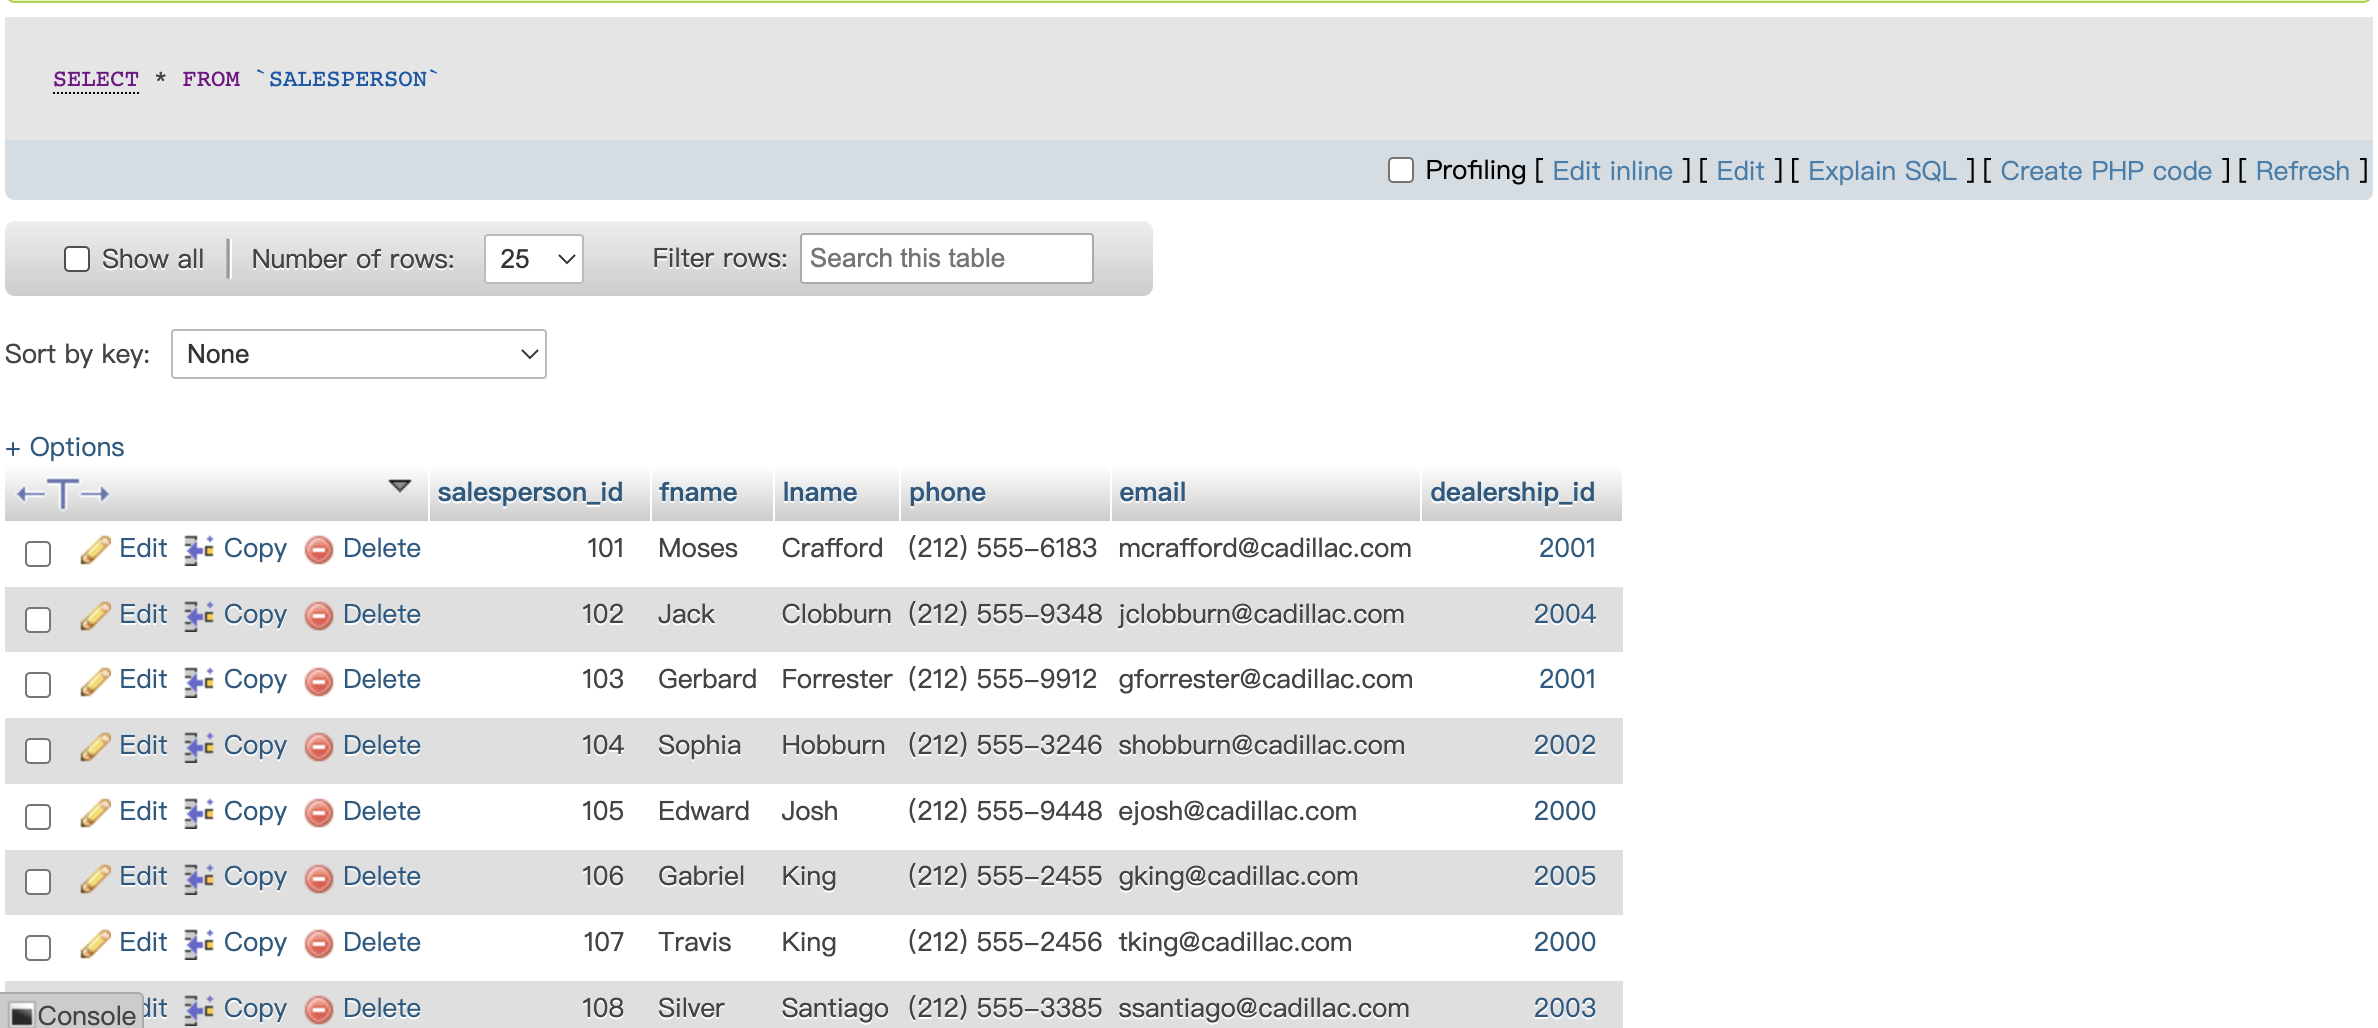 SELECT * FROM `SALESPERSON`
Profiling [ Edit inline ] [ Edit ] [ Explain SQL ] [ Create PHP code ] [ Refresh ]
Show all Number of rows: 25 Filter rows: Search this table
Sort by key: None
+ Options
←T→ salesperson_id fname lname phone email dealership_id
Edit Copy Delete 101 Moses Crafford (212) 555-6183 mcrafford@cadillac.com 2001
Edit Copy Delete 102 Jack Clobburn (212) 555-9348 jclobburn@cadillac.com 2004
Edit Copy Delete 103 Gerbard Forrester (212) 555-9912 gforrester@cadillac.com 2001
Edit Copy Delete 104 Sophia Hobburn (212) 555-3246 shobburn@cadillac.com 2002
Edit Copy Delete 105 Edward Josh (212) 555-9448 ejosh@cadillac.com 2000
Edit Copy Delete 106 Gabriel King (212) 555-2455 gking@cadillac.com 2005
Edit Copy Delete 107 Travis King (212) 555-2456 tking@cadillac.com 2000
dit Copy Delete 108 Silver Santiago (212) 555-3385 ssantiago@cadillac.com 2003
Console